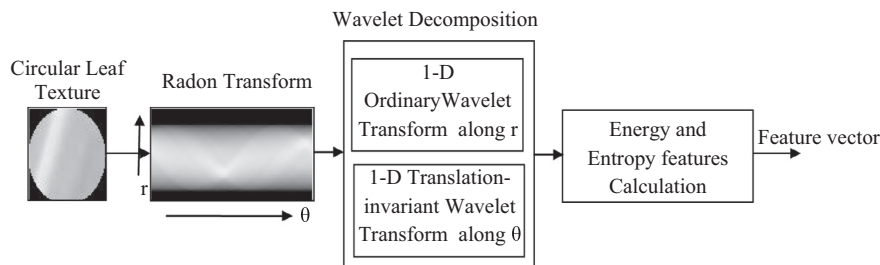 Wavelet Decomposition
Circular Leaf
Texture
Radon Transform
r
θ
1-D
OrdinaryWavelet
Transform along r
1-D Translation-
invariant Wavelet
Transform along θ
Energy and
Entropy features
Calculation
Feature vector